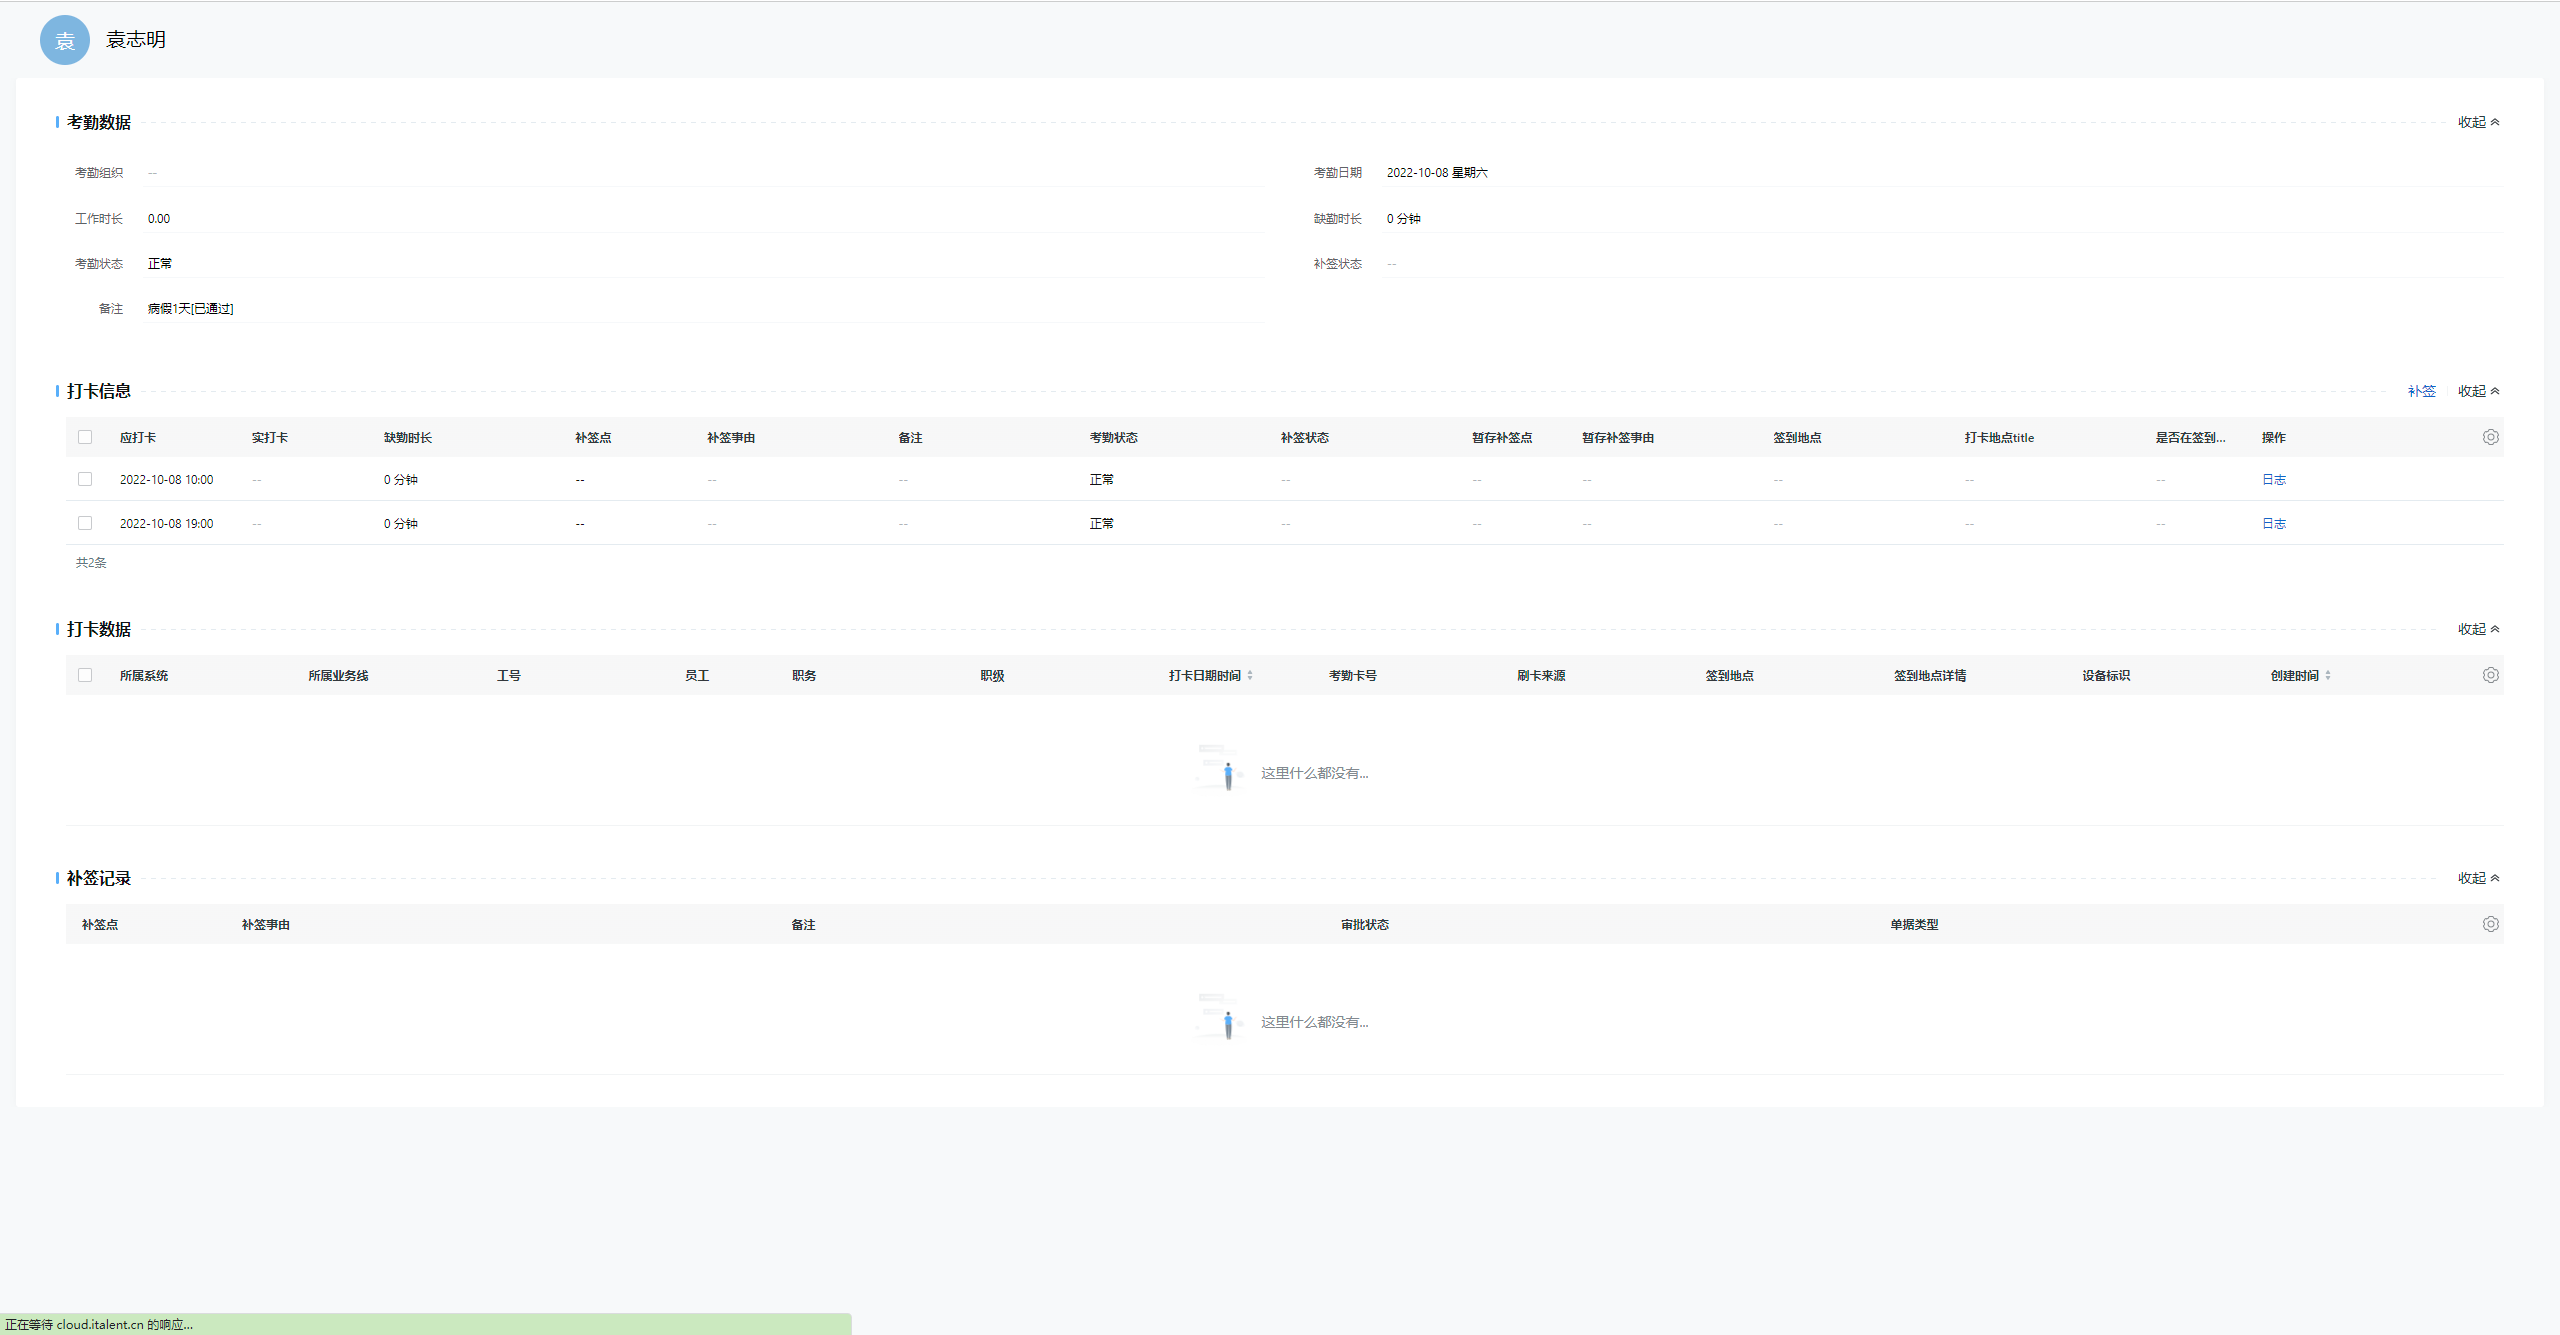 袁 袁志明
考勤数据 收起
考勤组织 -- 考勤日期 2022-10-08 星期六
工作时长 0.00 缺勤时长 0 分钟
考勤状态 正常 补签状态 --
备注 病假1天[已通过]
打卡信息 补签 收起
应打卡 实打卡 缺勤时长 补签点 补签事由 备注 考勤状态 补签状态 暂存补签点 暂存补签事由 签到地点 打卡地点title 是否在签到... 操作
2022-10-08 10:00 -- 0 分钟 -- -- -- 正常 -- -- -- -- -- -- 日志
2022-10-08 19:00 -- 0 分钟 -- -- -- 正常 -- -- -- -- -- -- 日志
共2条
打卡数据 收起
所属系统 所属业务线 工号 员工 职务 职级 打卡日期时间 考勤卡号 刷卡来源 签到地点 签到地点详情 设备标识 创建时间
这里什么都没有...
补签记录 收起
补签点 补签事由 备注 审批状态 单据类型
这里什么都没有...
正在等待 cloud.italent.cn 的响应...